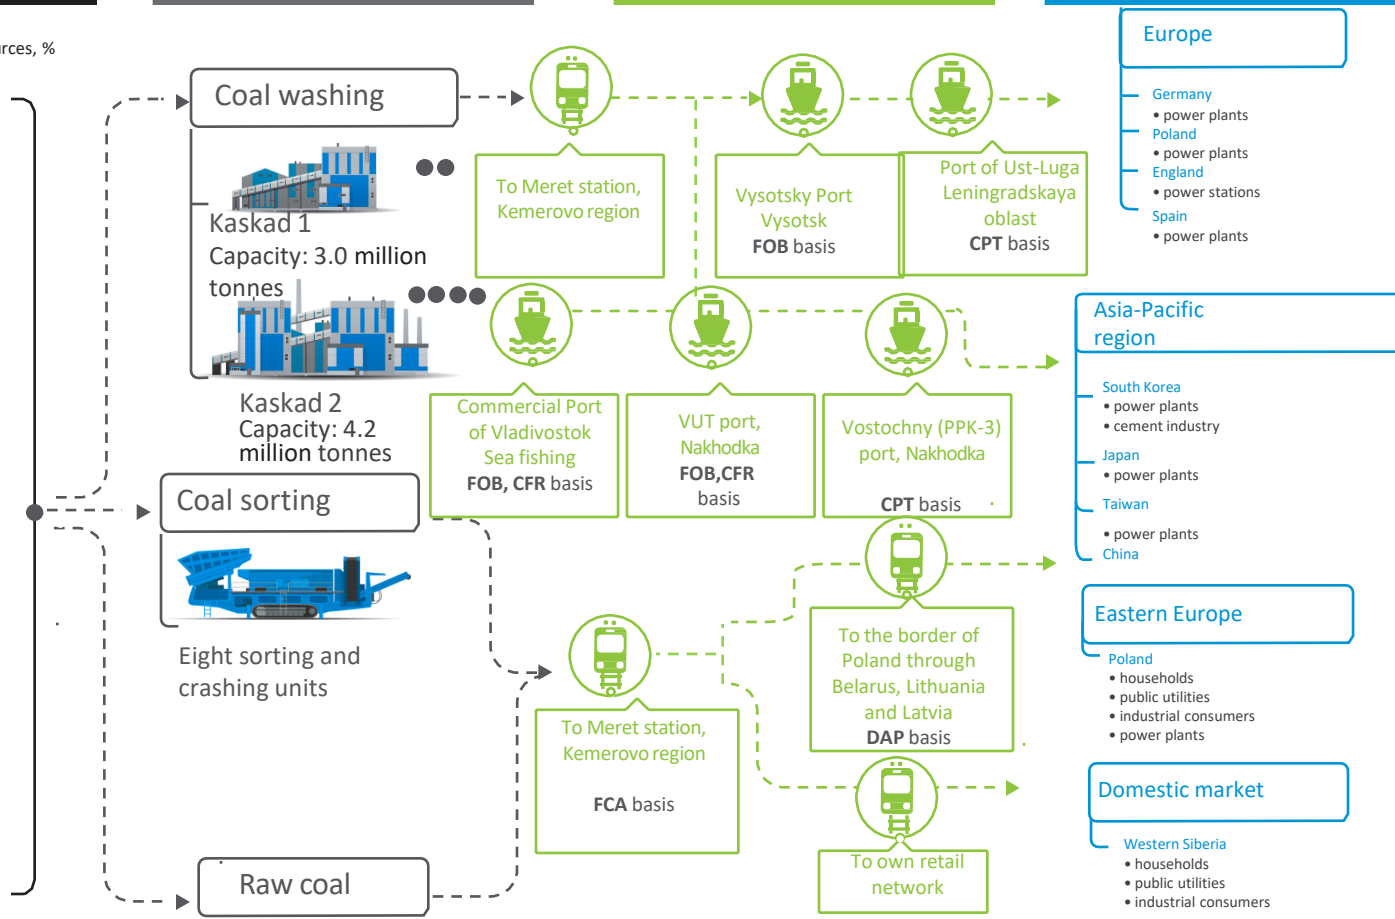 urces, %
Coal washing
Kaskad 1
Capacity: 3.0 million
tonnes
Kaskad 2
Capacity: 4.2
million tonnes
Coal sorting
Eight sorting and
crashing units
Raw coal
To Meret station,
Kemerovo region
Vysotsky Port
Vysotsk
FOB basis
Port of Ust-Luga
Leningradskaya
oblast
CPT basis
Commercial Port
of Vladivostok
Sea fishing
FOB, CFR basis
VUT port,
Nakhodka
FOB,CFR
basis
Vostochny (PPK-3)
port, Nakhodka
CPT basis
To the border of
Poland through
Belarus, Lithuania
and Latvia
DAP basis
To Meret station,
Kemerovo region
FCA basis
To own retail
network
Europe
Germany
• power plants
Poland
• power plants
England
• power stations
Spain
• power plants
Asia-Pacific
region
South Korea
• power plants
• cement industry
Japan
• power plants
Taiwan
• power plants
China
Eastern Europe
Poland
• households
• public utilities
• industrial consumers
• power plants
Domestic market
Western Siberia
• households
• public utilities
• industrial consumers